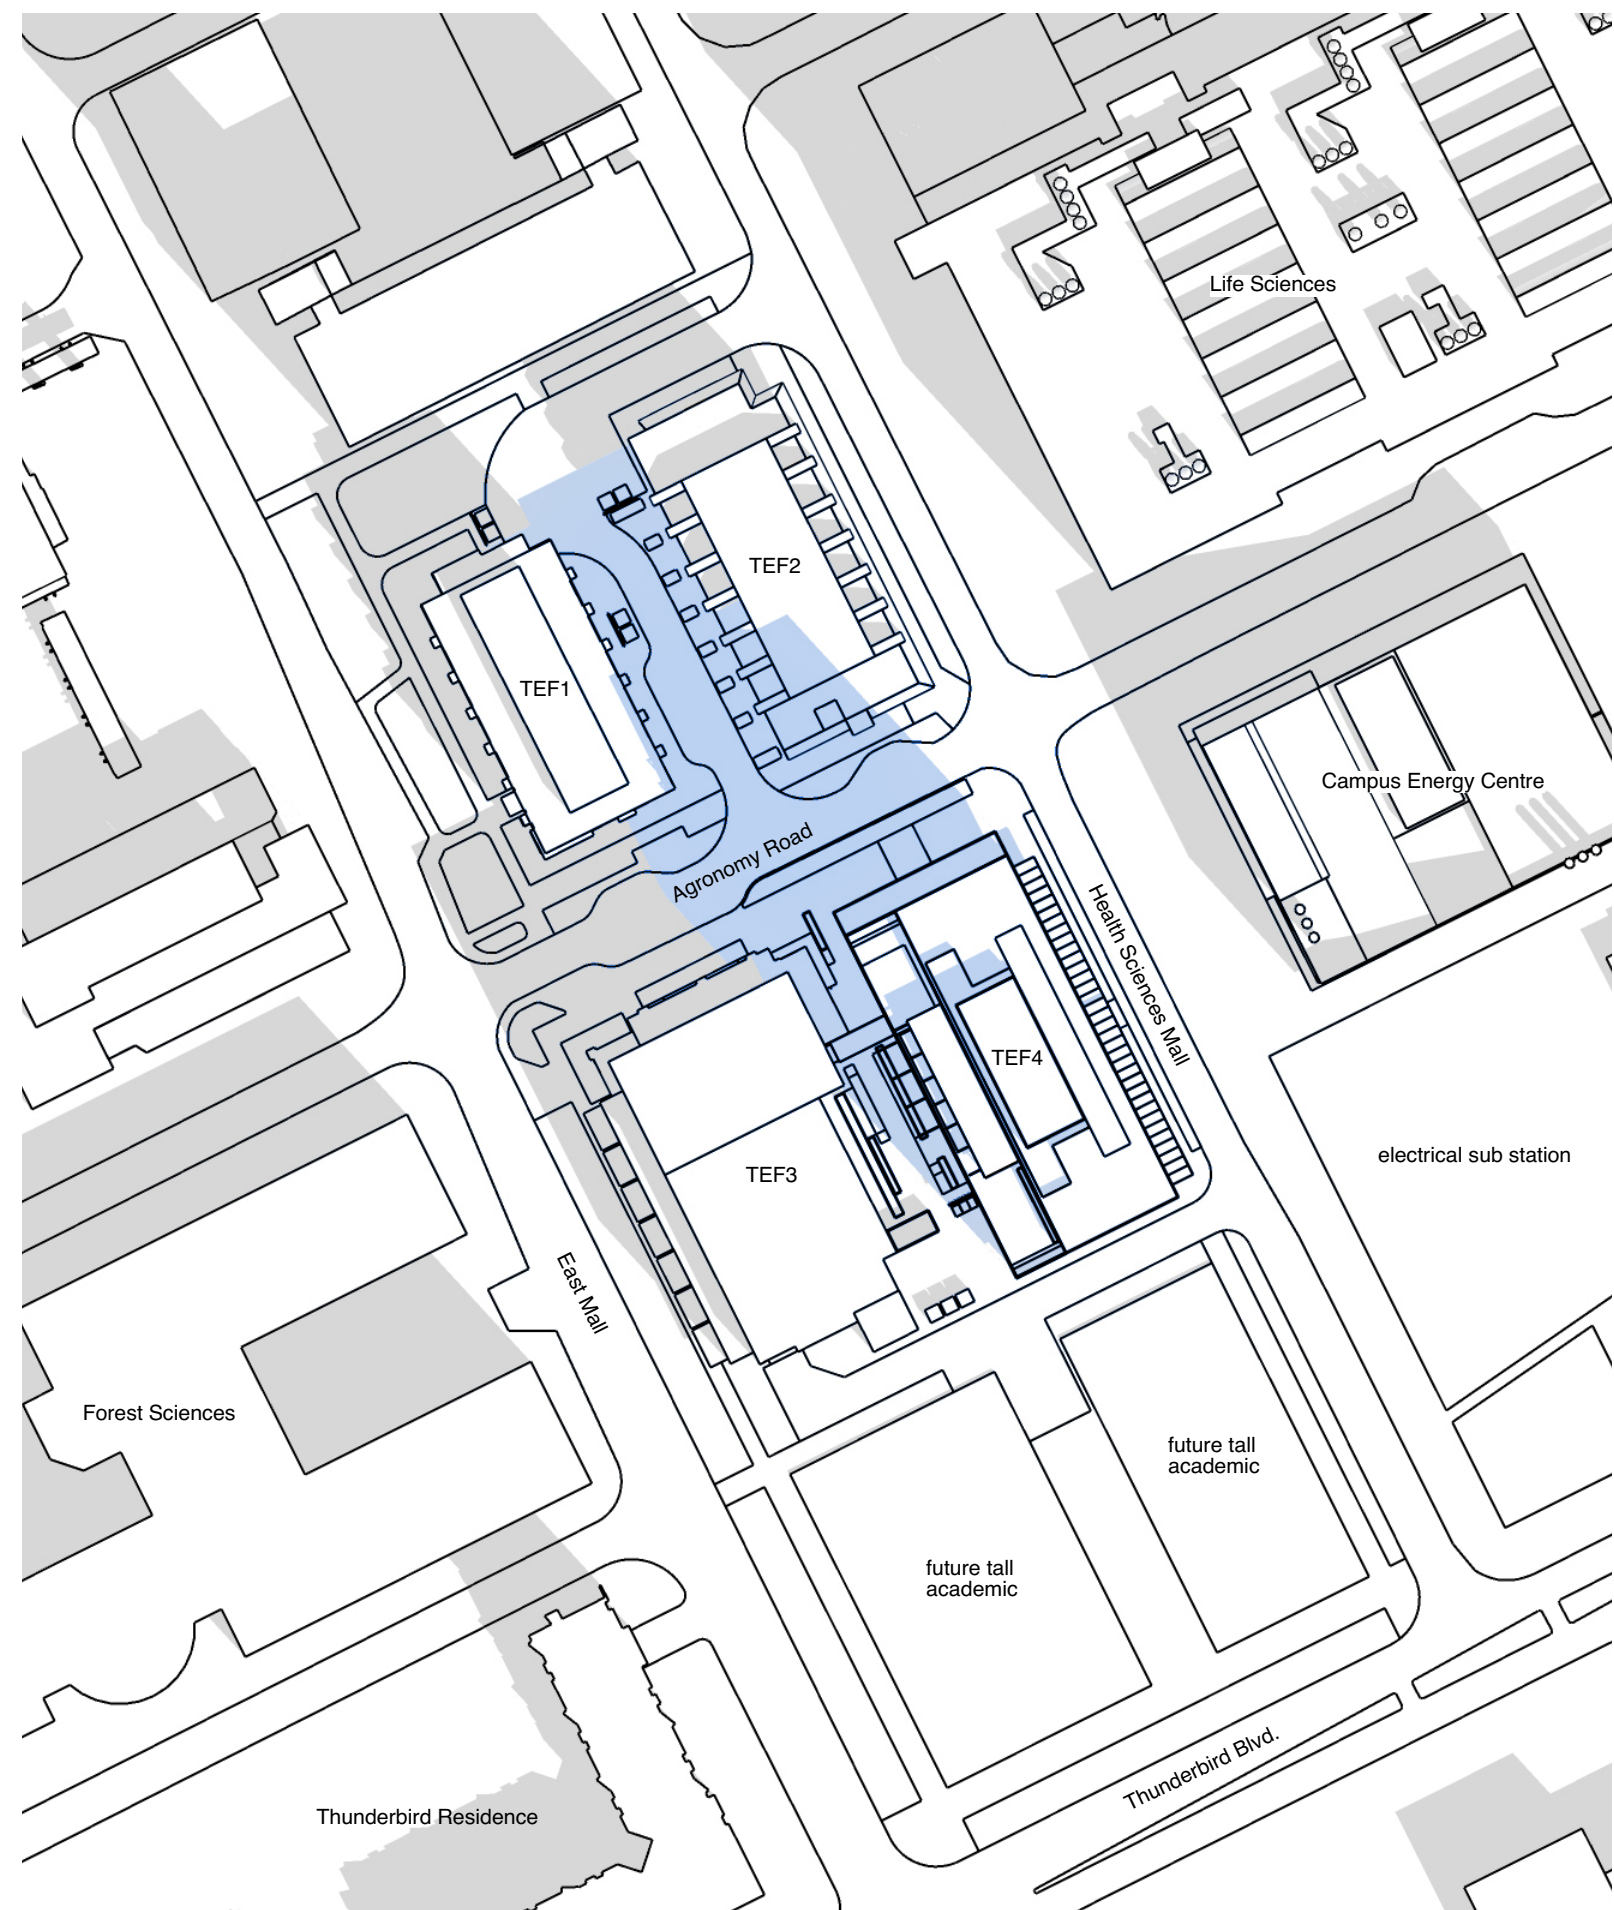 Life Sciences
TEF2
TEF1
Campus Energy Centre
Agronomy Road
Health Sciences Mall
TEF4
TEF3
electrical sub station
East Mall
Forest Sciences
future tall
academic
future tall
academic
Thunderbird Blvd.
Thunderbird Residence